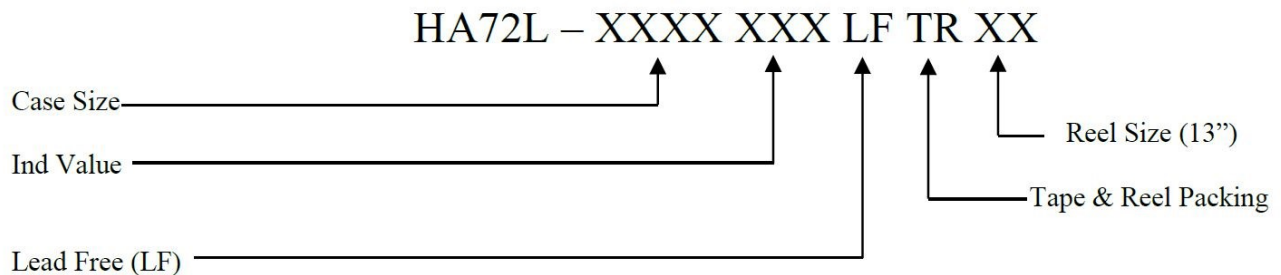 HA72L – XXXX XXX LF TR XX
Case Size
Reel Size (13”)
Ind Value
Tape & Reel Packing
Lead Free (LF)